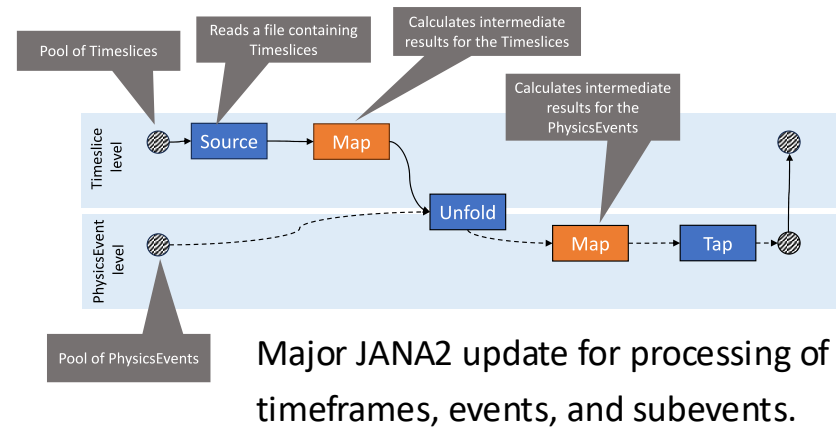 Pool of Timeslices
Reads a file containing
Timeslices
Calculates intermediate
results for the Timeslices
Calculates intermediate
results for the
PhysicsEvents
Timeslice
level
Source
Map
Unfold
PhysicsEvent
level
Map
Tap
Pool of PhysicsEvents
Major JANA2 update for processing of
timeframes, events, and subevents.